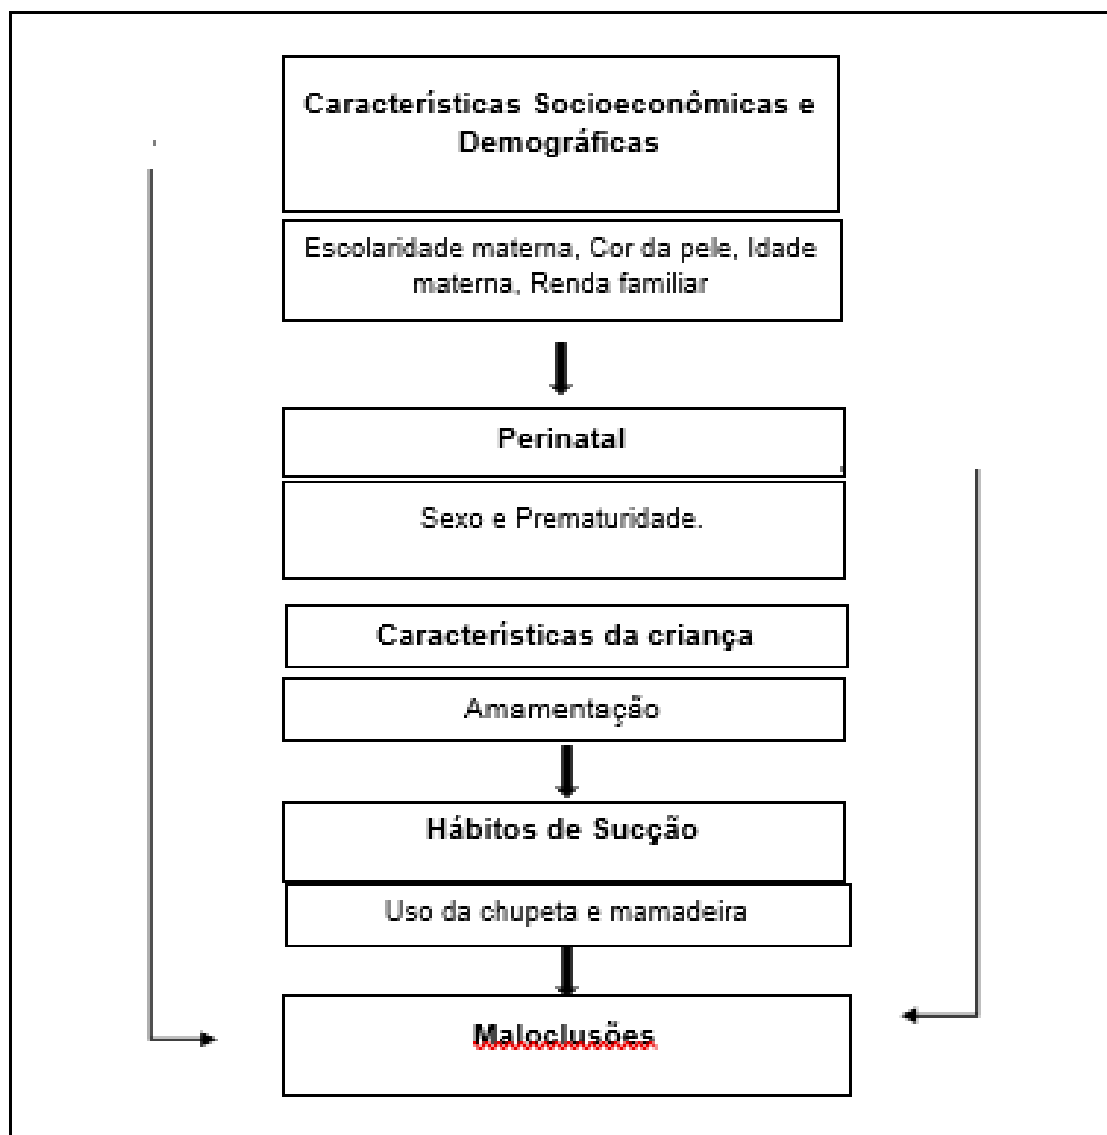 Características Socioeconômicas e
Demográficas
Escolaridade materna, Cor da pele, Idade
materna, Renda familiar
Perinatal
Sexo e Prematuridade.
Características da criança
Amamentação
Hábitos de Sucção
Uso da chupeta e mamadeira
Maloclusões